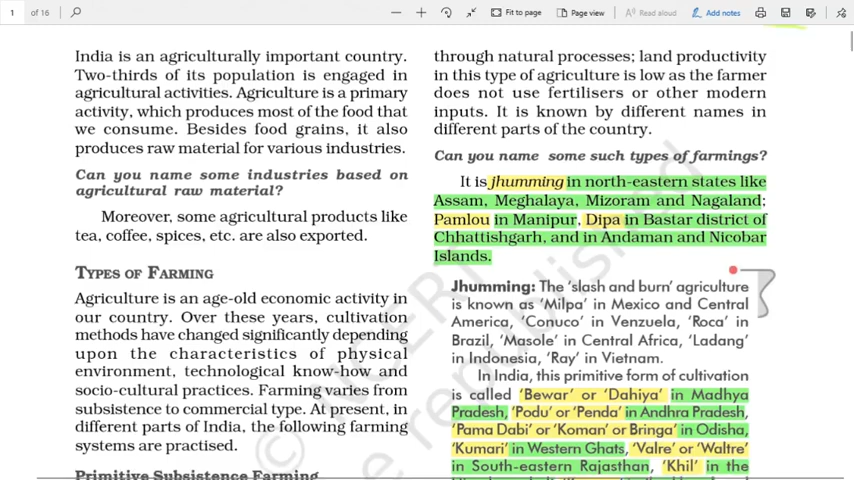 1 of 16
Fit to page
Page view
Read aloud
Add notes
India is an agriculturally important country.
Two-thirds of its population is engaged in
agricultural activities. Agriculture is a primary
activity, which produces most of the food that
we consume. Besides food grains, it also
produces raw material for various industries.
Can you name some industries based on
agricultural raw material?
Moreover, some agricultural products like
tea, coffee, spices, etc. are also exported.
TYPES OF FARMING
Agriculture is an age-old economic activity in
our country. Over these years, cultivation
methods have changed significantly depending
upon the characteristics of physical
environment, technological know-how and
socio-cultural practices. Farming varies from
subsistence to commercial type. At present, in
different parts of India, the following farming
systems are practised.
Primitive Subsistence Farming
through natural processes; land productivity
in this type of agriculture is low as the farmer
does not use fertilisers or other modern
inputs. It is known by different names in
different parts of the country.
Can you name some such types of farmings?
It is jhumming in north-eastern states like
Assam, Meghalaya, Mizoram and Nagaland;
Pamlou in Manipur, Dipa in Bastar district of
Chhattishgarh, and in Andaman and Nicobar
Islands.
Jhumming: The 'slash and burn' agriculture
is known as 'Milpa' in Mexico and Central
America, 'Conuco' in Venzuela, 'Roca' in
Brazil, 'Masole' in Central Africa, 'Ladang'
in Indonesia, 'Ray' in Vietnam.
In India, this primitive form of cultivation
is called 'Bewar' or 'Dahiya' in Madhya
Pradesh, 'Podu' or 'Penda' in Andhra Pradesh,
'Pama Dabi' or 'Koman' or Bringa' in Odisha,
'Kumari' in Western Ghats, 'Valre' or 'Waltre'
in South-eastern Rajasthan, 'Khil' in the
© NCERT
republished